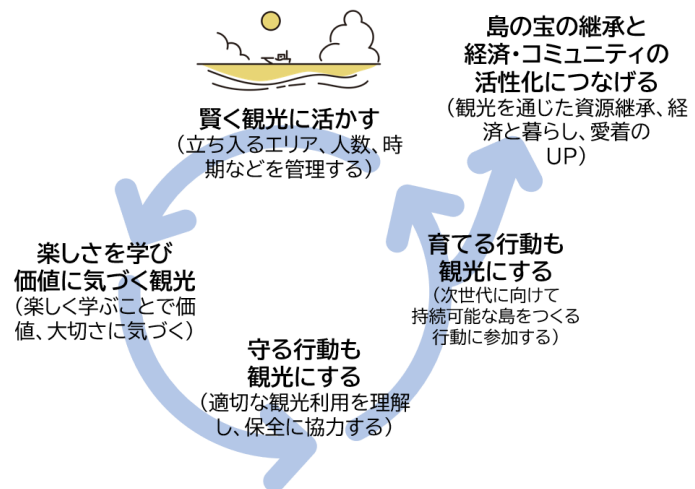 島の宝の継承と
経済・コミュニティの
活性化につなげる
(観光を通じた資源継承、経
済と暮らし、愛着の
UP)
賢く観光に活かす
(立ち入るエリア、人数、時
期などを管理する)
楽しさを学び
価値に気づく観光
(楽しく学ぶことで価
値、大切さに気づく)
守る行動も
観光にする
(適切な観光利用を理解
し、保全に協力する)
育てる行動も
観光にする
(次世代に向けて
持続可能な島をつくる
行動に参加する)